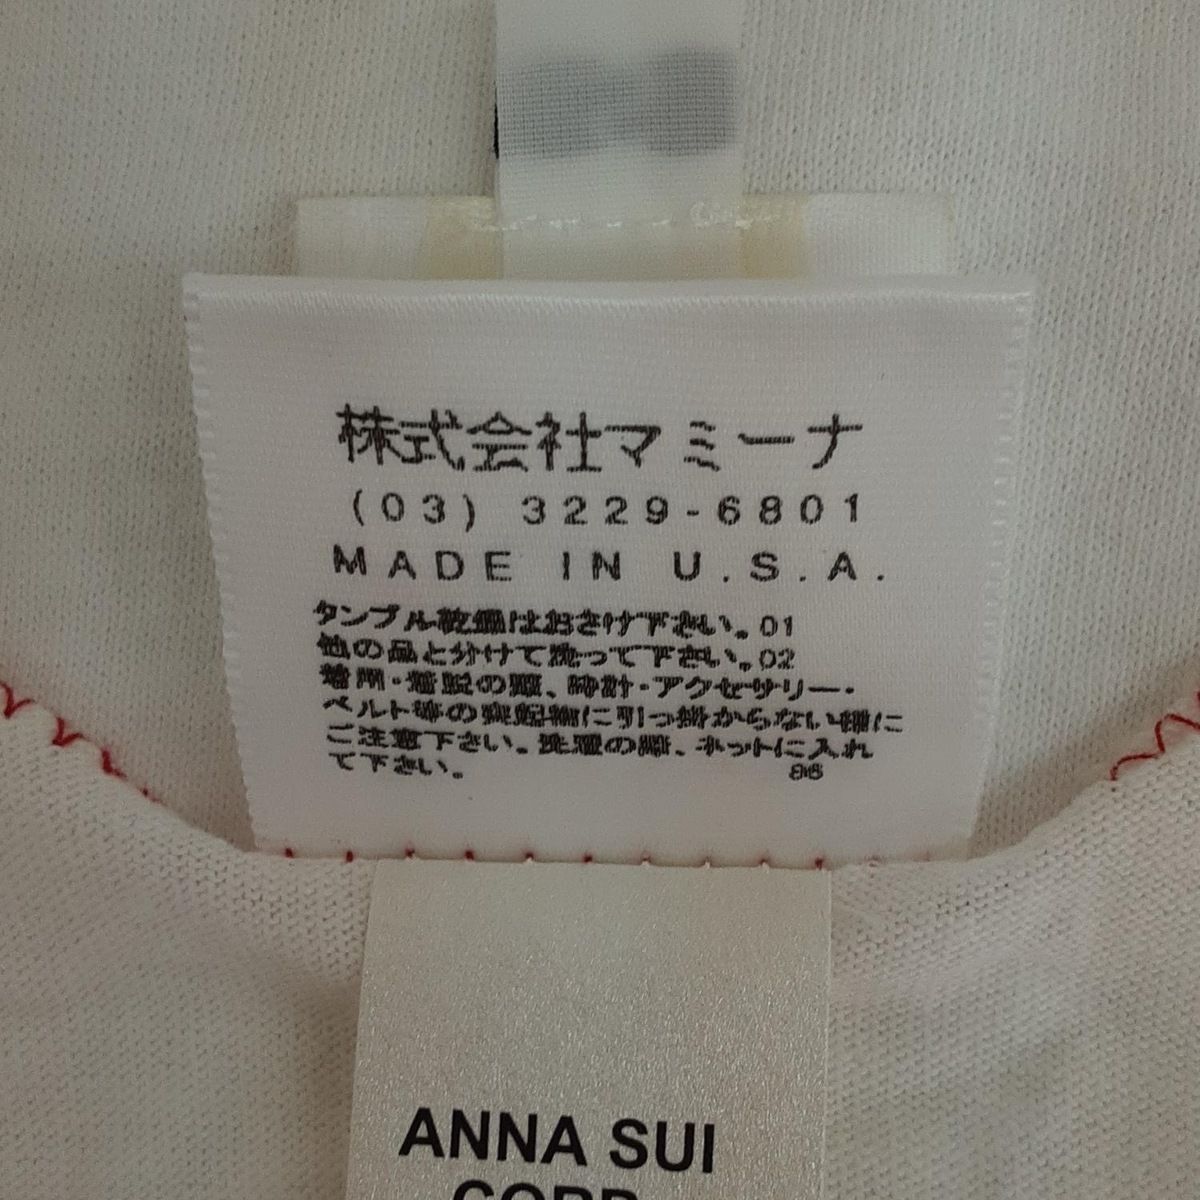 株式会社マミーナ
(03) 3229-6801
MADE IN U.S.A.
タンブル乾燥はおさけ下さい。01
他の品と分けて洗って下さい。02
着用・着脱の際、時計・アクセサリー・
ベルト等の突起物に引っ掛からない様に
ご注意下さい。洗濯の際、ネットに入れ
て下さい。 86
ANNA SUI
CORP